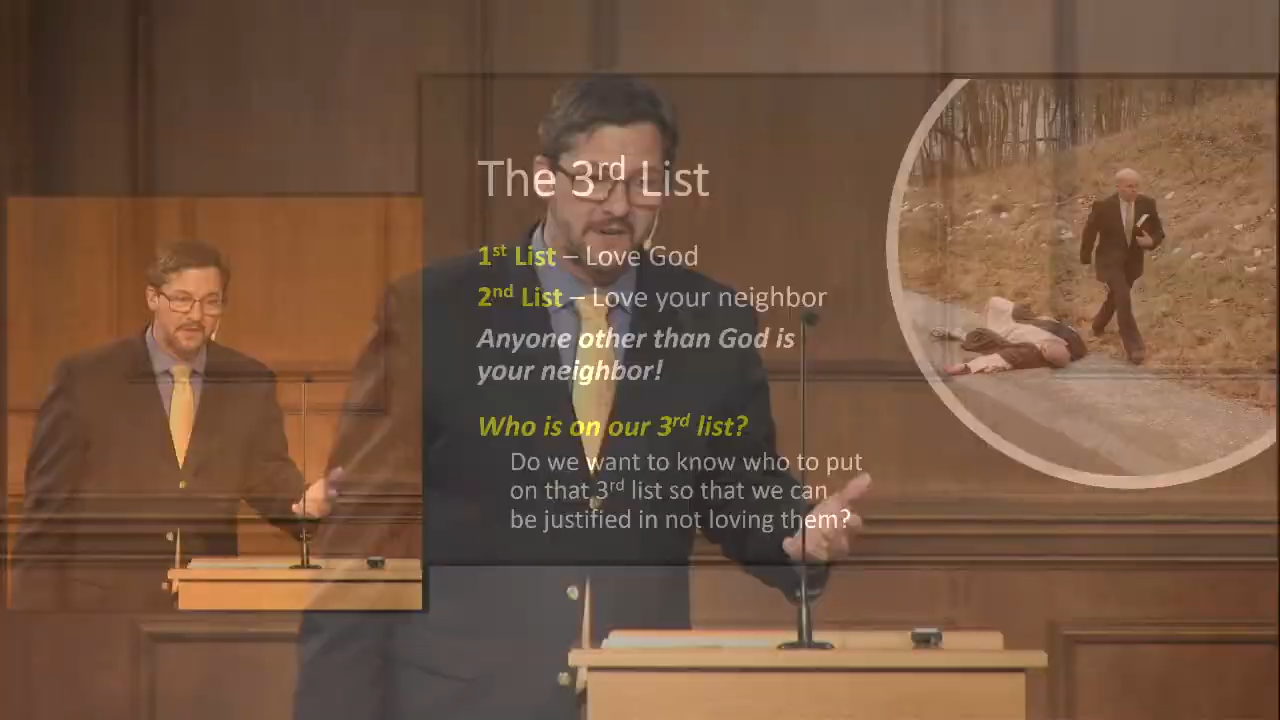 The 3rd List
1st List – Love God
2nd List – Love your neighbor
Anyone other than God is
your neighbor!
Who is on our 3rd list?
Do we want to know who to put
on that 3rd list so that we can
be justified in not loving them?